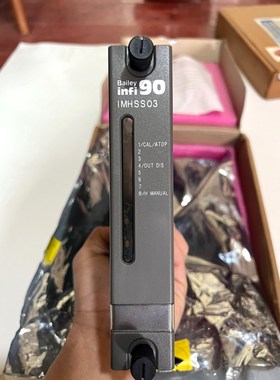 Bailey
infi 90
IMHSS03
1/CAL/ATOP
2
3
4/OUT DIS
5
6
7
8/H MANUAL